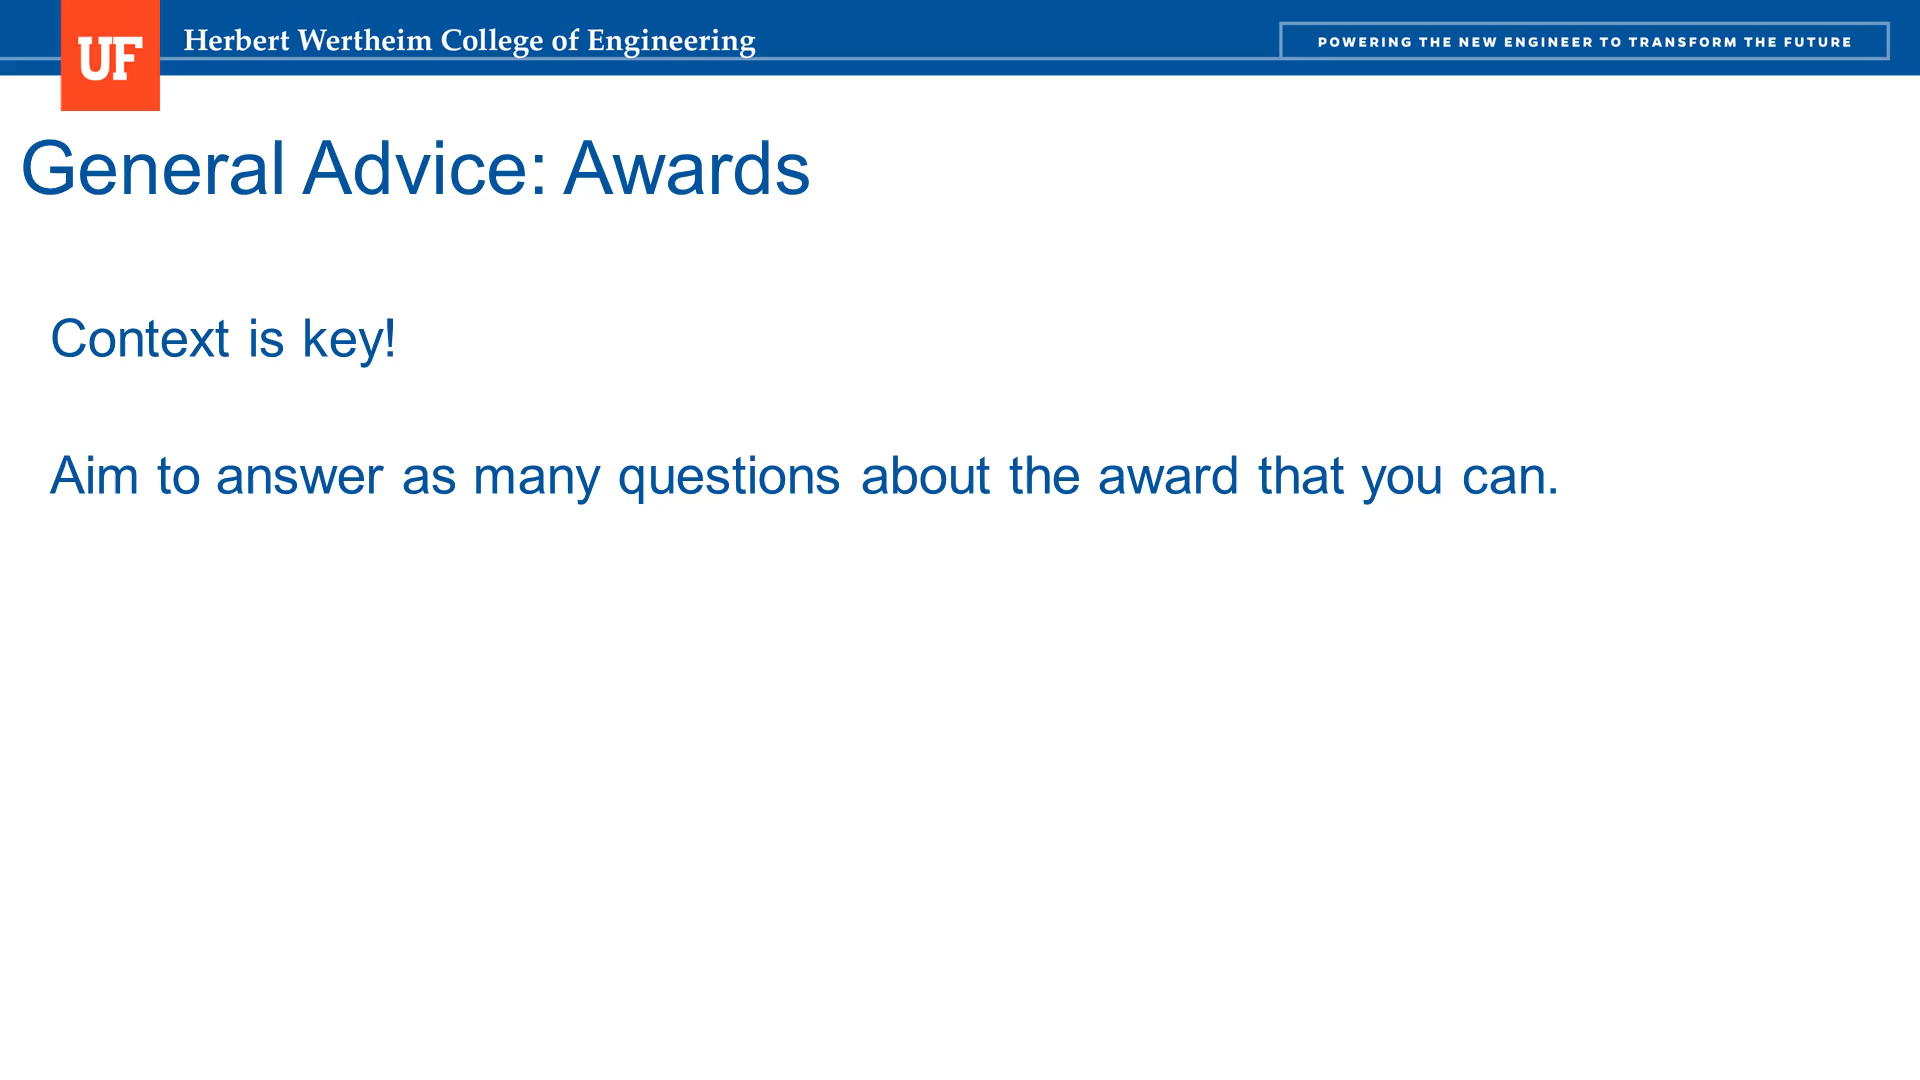 UF
Herbert Wertheim College of Engineering
POWERING THE NEW ENGINEER TO TRANSFORM THE FUTURE
General Advice: Awards
Context is key!
Aim to answer as many questions about the award that you can.